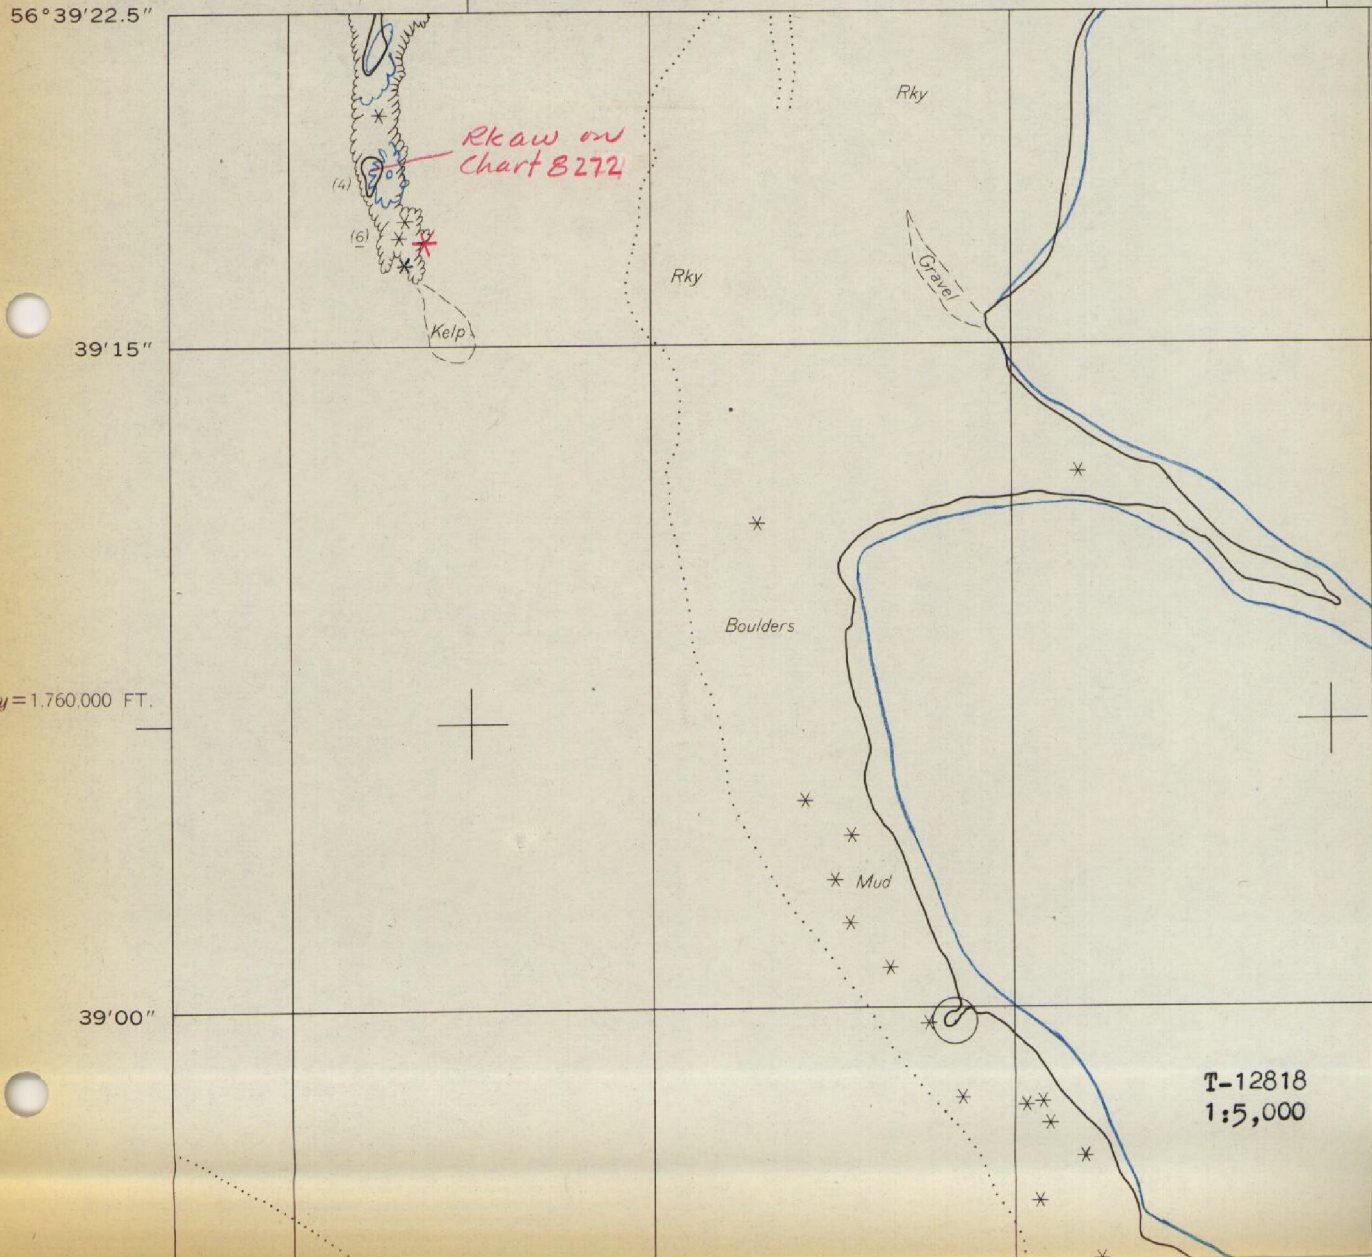 56°39'22.5"
Rky
Rkaw on
Chart 8272
(4)
(6)
Gravel
Rky
Kelp
39'15"
Boulders
y=1,760,000 FT.
Mud
39'00"
T-12818
1:5,000